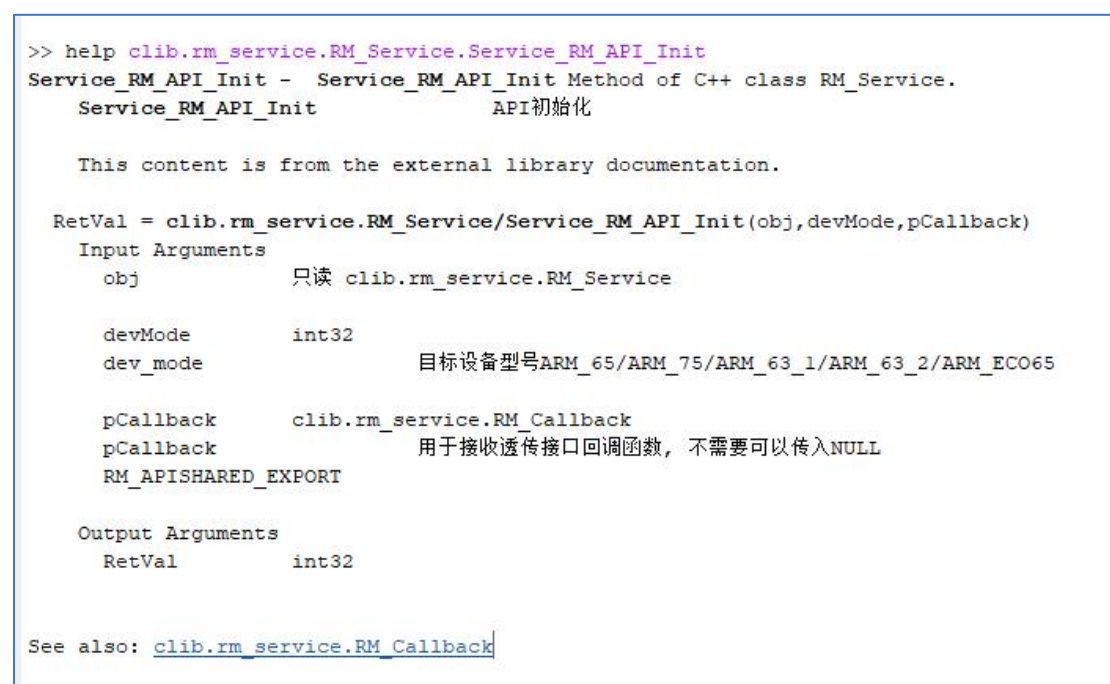 >> help clib.rm_service.RM_Service.Service_RM_API_Init
Service_RM_API_Init -  Service_RM_API_Init Method of C++ class RM_Service.
Service_RM_API_Init API初始化
This content is from the external library documentation.
RetVal = clib.rm_service.RM_Service/Service_RM_API_Init(obj,devMode,pCallback)
Input Arguments
obj 只读 clib.rm_service.RM_Service
devMode int32
dev_mode 目标设备型号ARM_65/ARM_75/ARM_63_1/ARM_63_2/ARM_ECO65
pCallback clib.rm_service.RM_Callback
pCallback 用于接收透传接口回调函数, 不需要可以传入NULL
RM_APISHARED_EXPORT
Output Arguments
RetVal int32
See also: clib.rm_service.RM_Callback